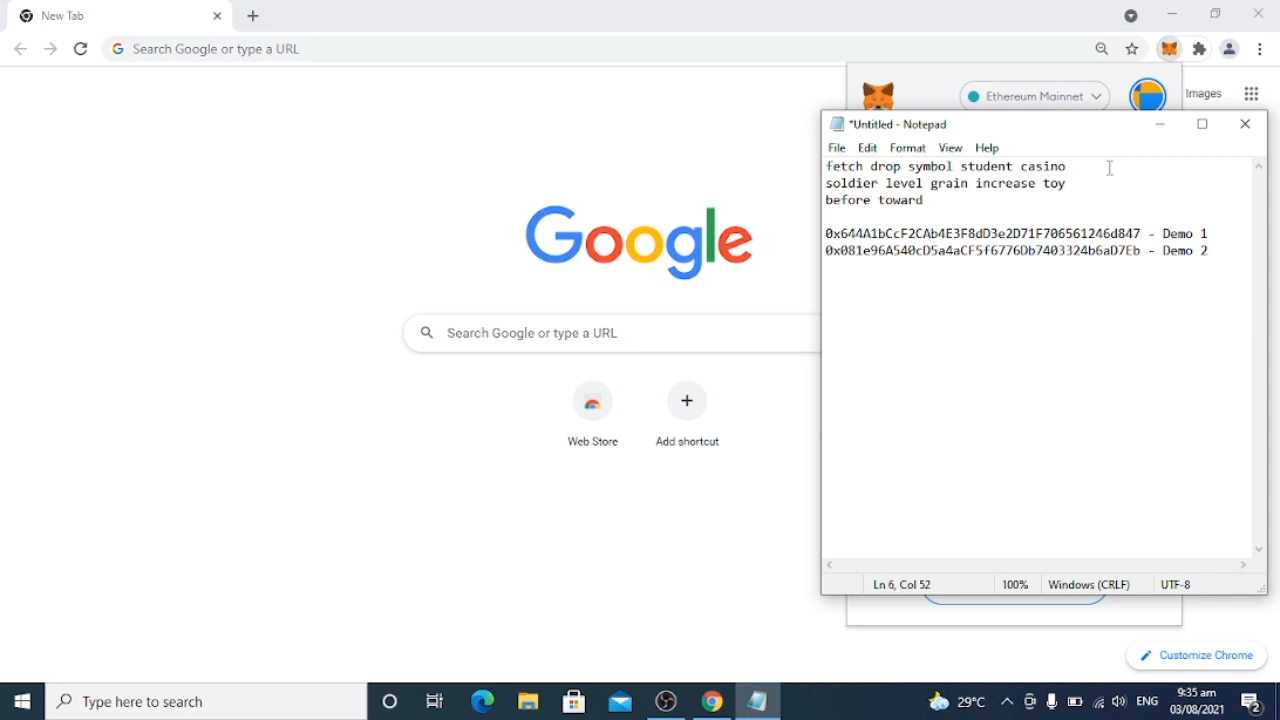 New Tab
Search Google or type a URL
Ethereum Mainnet
Images
*Untitled - Notepad
File Edit Format View Help
fetch drop symbol student casino
soldier level grain increase toy
before toward
0x644A1bCcF2CAb4E3F8dD3e2D71F706561246d847 - Demo 1
0x081e96A540cD5a4aCF5f6776Db7403324b6aD7Eb - Demo 2
Google
Search Google or type a URL
Web Store
Add shortcut
Ln 6, Col 52 100% Windows (CRLF) UTF-8
Customize Chrome
Type here to search
29°C
ENG
9:35 am
03/08/2021
2